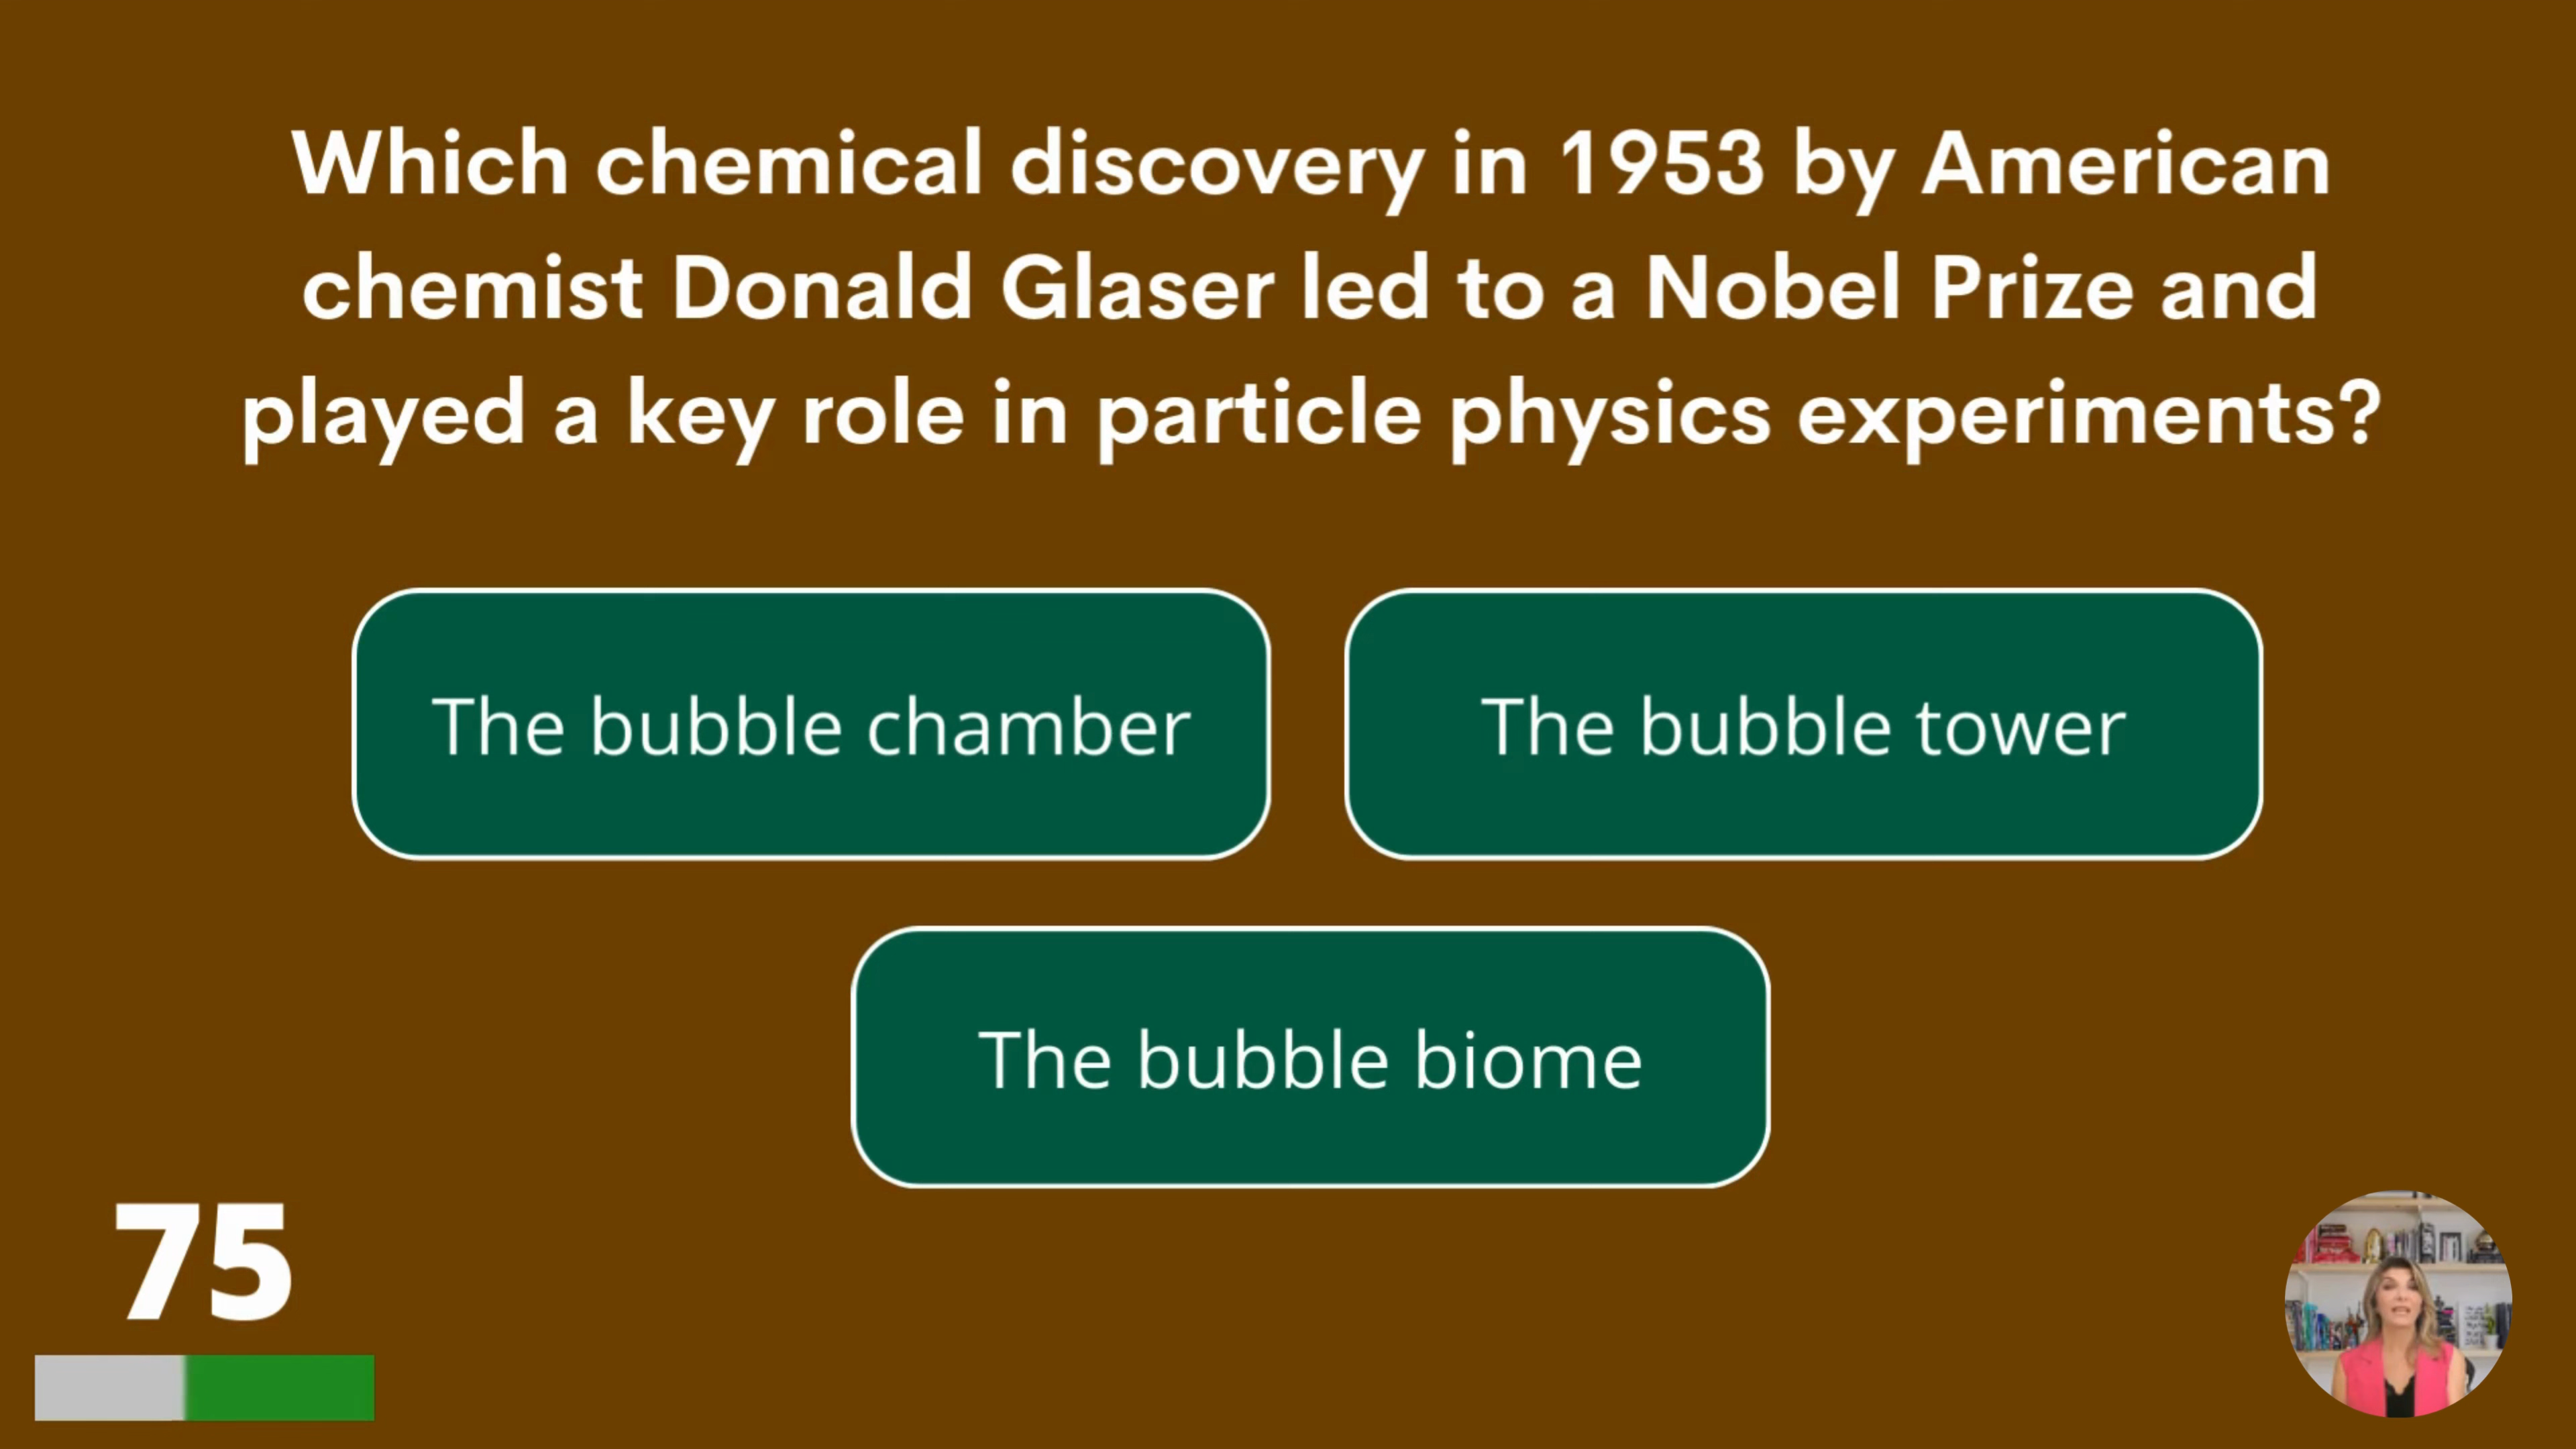 Which chemical discovery in 1953 by American
chemist Donald Glaser led to a Nobel Prize and
played a key role in particle physics experiments?
The bubble chamber
The bubble tower
The bubble biome
75